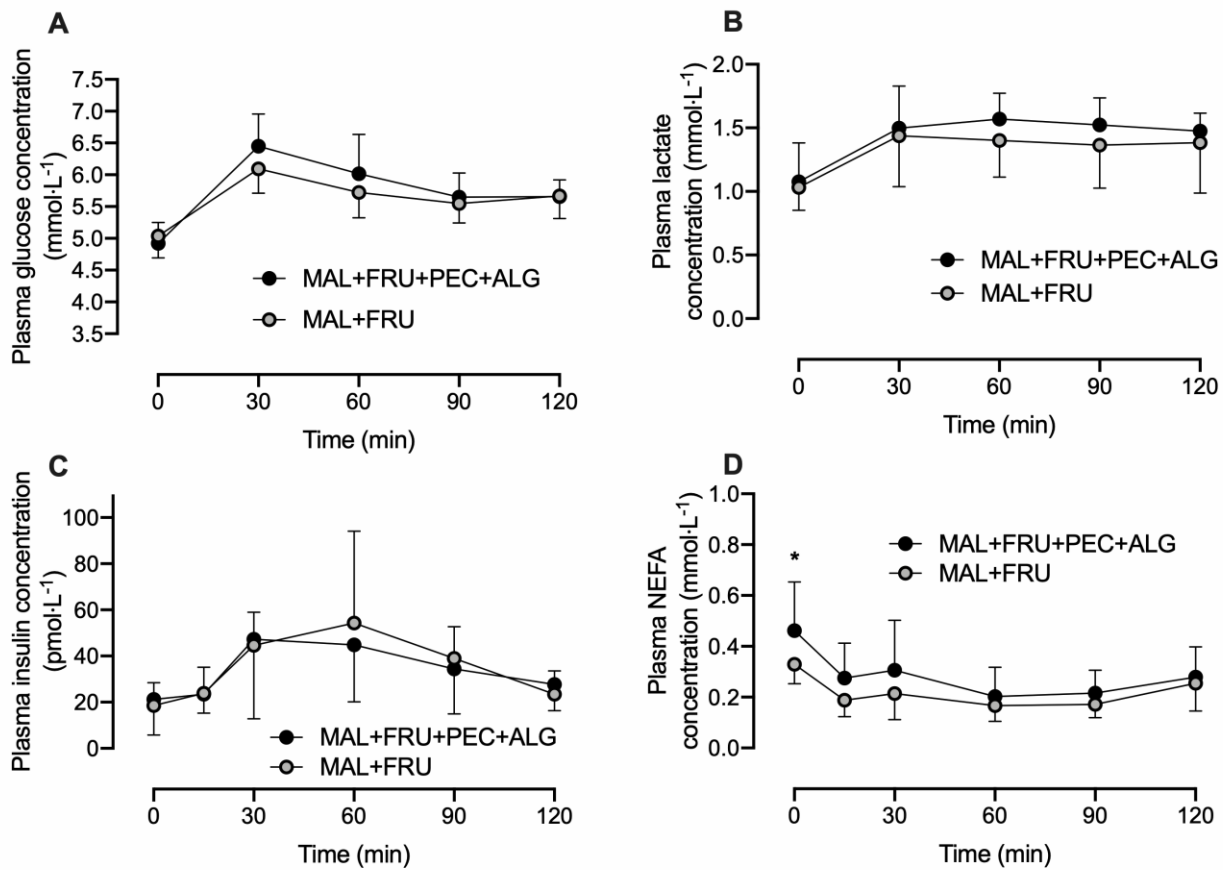 A
Plasma glucose concentration
(mmol·L⁻¹)
7.5
7.0
6.5
6.0
5.5
5.0
4.5
4.0
3.5
MAL+FRU+PEC+ALG
MAL+FRU
0 30 60 90 120
Time (min)
B
Plasma lactate
concentration (mmol·L⁻¹)
2.0
1.5
1.0
0.5
0.0
MAL+FRU+PEC+ALG
MAL+FRU
0 30 60 90 120
Time (min)
C
Plasma insulin concentration
(pmol·L⁻¹)
100
80
60
40
20
0
MAL+FRU+PEC+ALG
MAL+FRU
0 30 60 90 120
Time (min)
D
Plasma NEFA
concentration (mmol·L⁻¹)
1.0
0.8
0.6
0.4
0.2
0.0
*
MAL+FRU+PEC+ALG
MAL+FRU
0 30 60 90 120
Time (min)